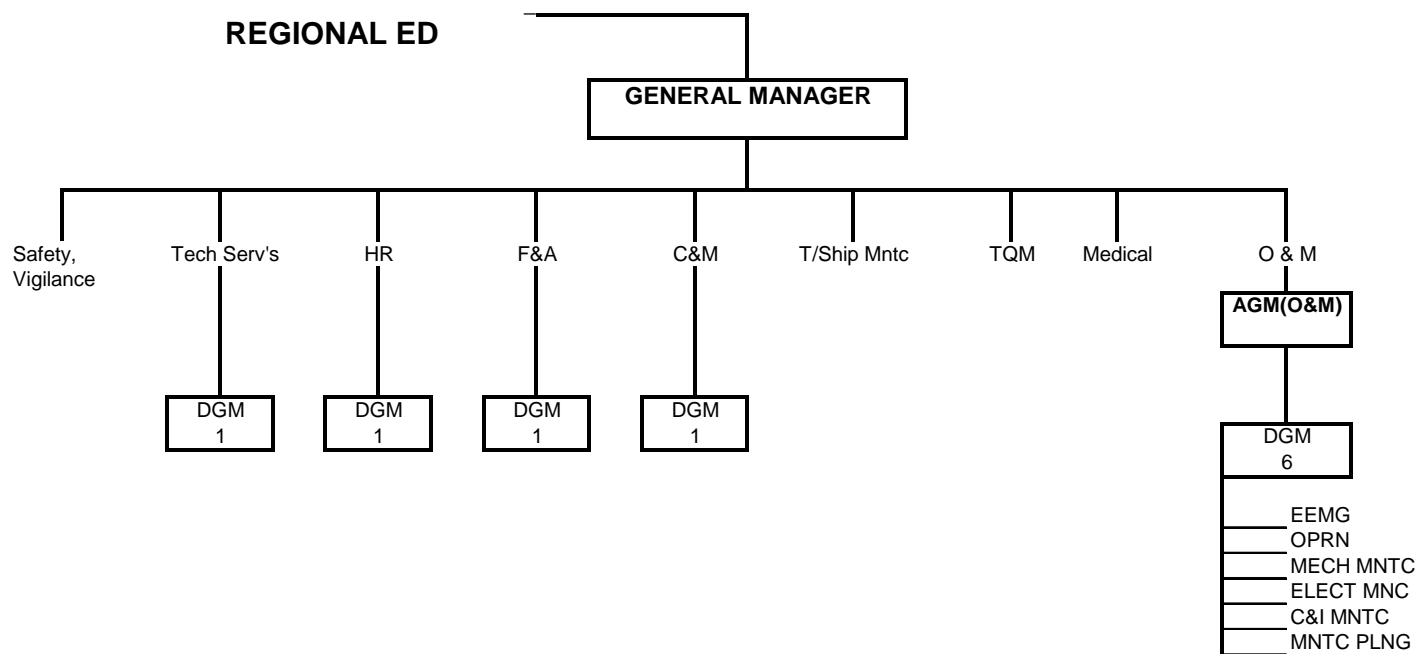 REGIONAL ED
GENERAL MANAGER
Safety,
Vigilance
Tech Serv's
HR
F&A
C&M
T/Ship Mntc
TQM
Medical
O & M
AGM(O&M)
DGM
1
DGM
1
DGM
1
DGM
1
DGM
6
EEMG
OPRN
MECH MNTC
ELECT MNC
C&I MNTC
MNTC PLNG